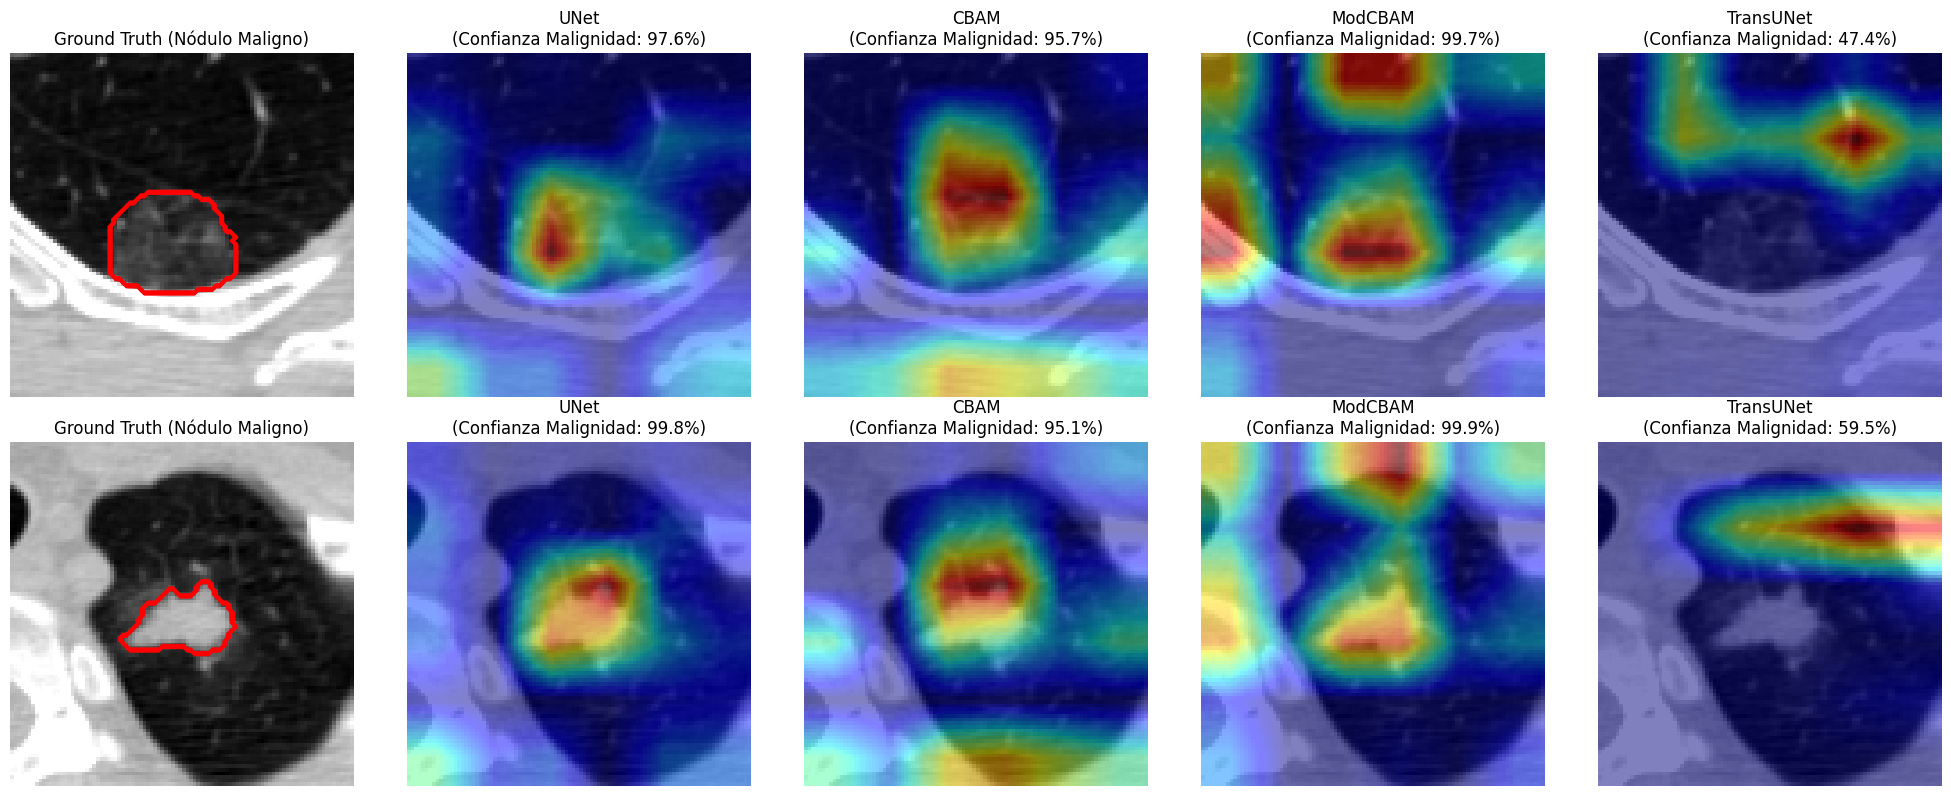 Ground Truth (Nódulo Maligno)
UNet
(Confianza Malignidad: 97.6%)
CBAM
(Confianza Malignidad: 95.7%)
ModCBAM
(Confianza Malignidad: 99.7%)
TransUNet
(Confianza Malignidad: 47.4%)
Ground Truth (Nódulo Maligno)
UNet
(Confianza Malignidad: 99.8%)
CBAM
(Confianza Malignidad: 95.1%)
ModCBAM
(Confianza Malignidad: 99.9%)
TransUNet
(Confianza Malignidad: 59.5%)